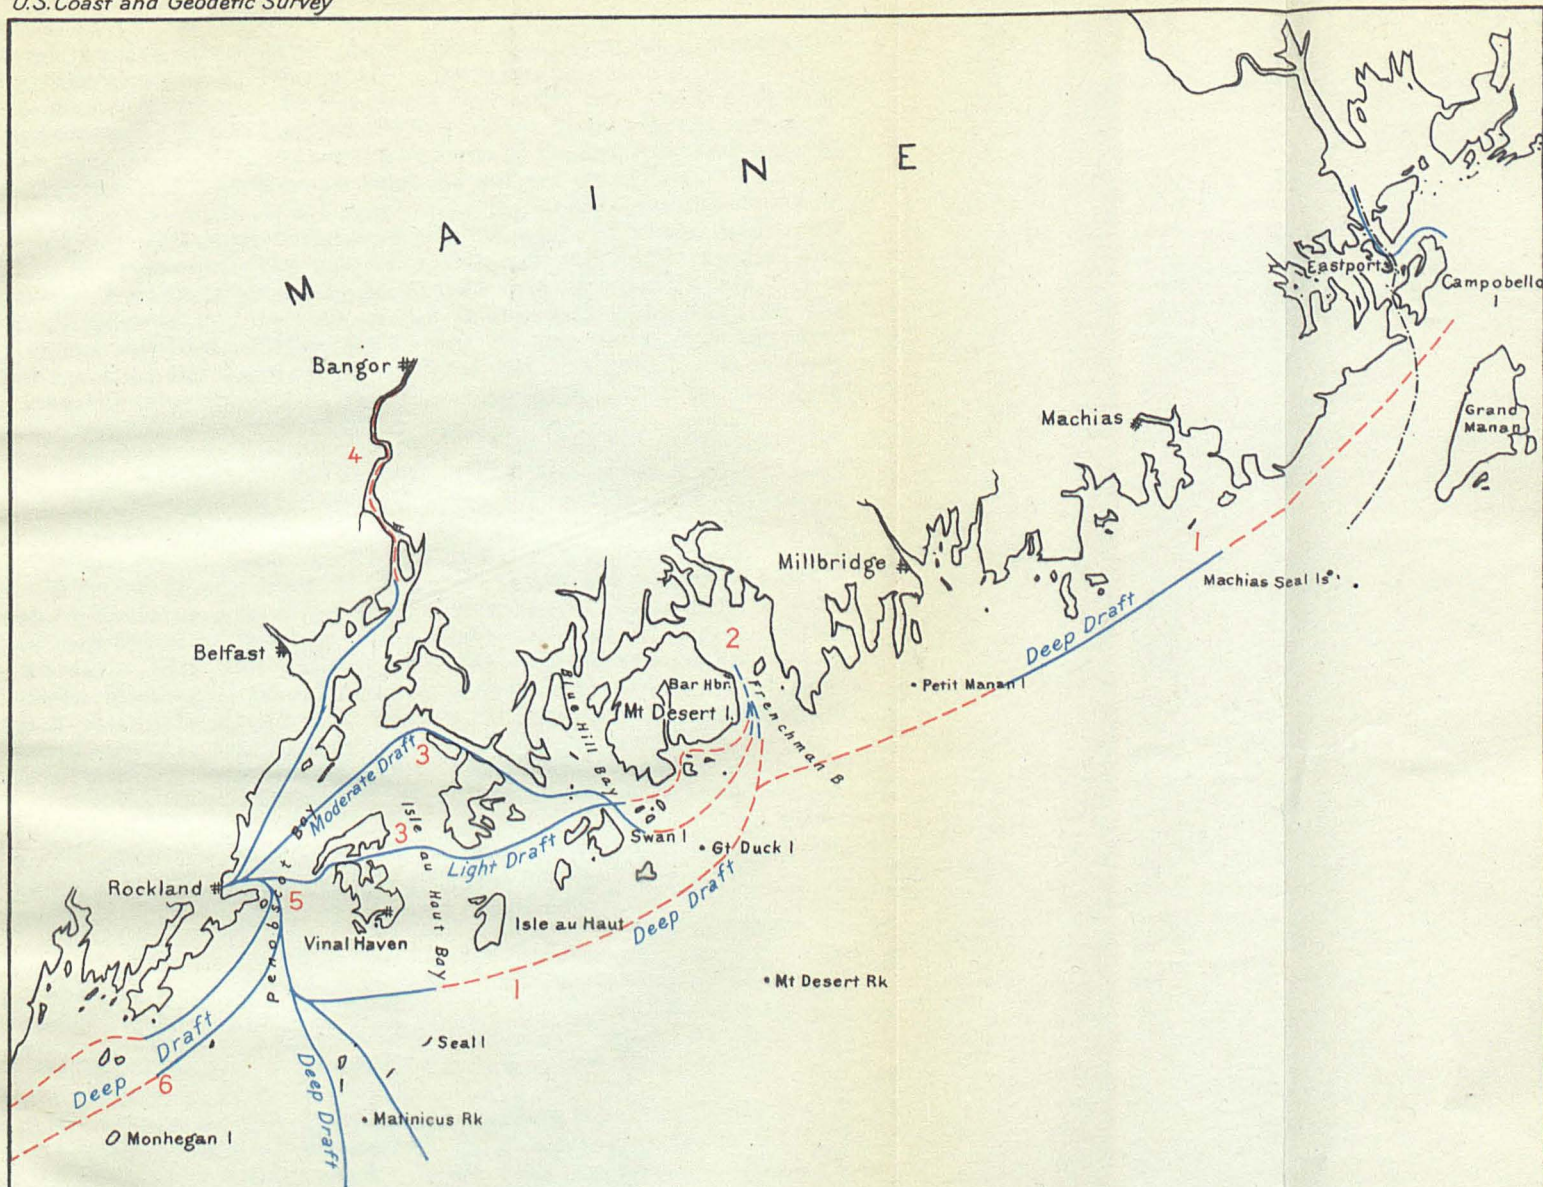 U.S. Coast and Geodetic Survey
M A I N E
Bangor
4
Eastport
Campobello
I
Grand
Manan
Machias
1
Machias Seal Is
Millbridge
Deep Draft
Petit Manan I
Belfast
2
Bar Hbr.
Mt Desert I.
Frenchman B
Blue Hill Bay
3
Moderate Draft
Penobscot Bay
3
Isle au Haut Bay
Light Draft
Swan I
Gt Duck I
Rockland
5
Vinal Haven
Isle au Haut
Deep Draft
1
Mt Desert Rk
Seal I
Deep Draft
6
Deep Draft
Matinicus Rk
Monhegan I